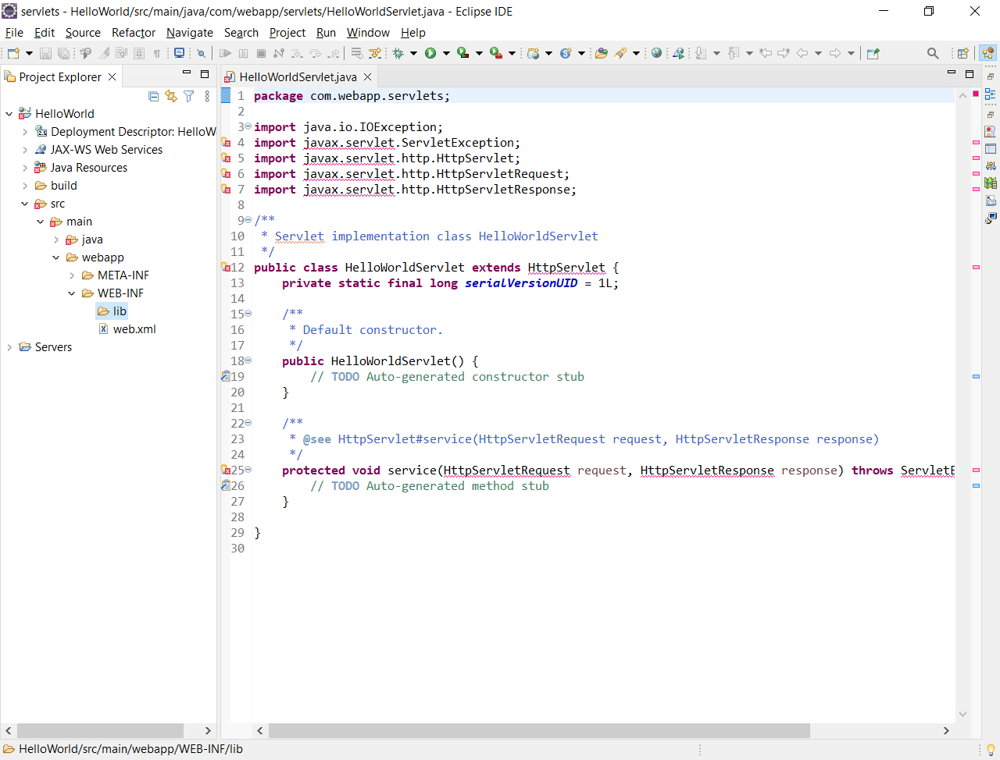 servlets - HelloWorld/src/main/java/com/webapp/servlets/HelloWorldServlet.java - Eclipse IDE
File Edit Source Refactor Navigate Search Project Run Window Help
Project Explorer
HelloWorld
Deployment Descriptor: HelloW
JAX-WS Web Services
Java Resources
build
src
main
java
webapp
META-INF
WEB-INF
lib
web.xml
Servers
HelloWorldServlet.java
1 package com.webapp.servlets;
2
3 import java.io.IOException;
4 import javax.servlet.ServletException;
5 import javax.servlet.http.HttpServlet;
6 import javax.servlet.http.HttpServletRequest;
7 import javax.servlet.http.HttpServletResponse;
8
9 /**
10  * Servlet implementation class HelloWorldServlet
11  */
12 public class HelloWorldServlet extends HttpServlet {
13     private static final long serialVersionUID = 1L;
14
15     /**
16      * Default constructor.
17      */
18     public HelloWorldServlet() {
19         // TODO Auto-generated constructor stub
20     }
21
22     /**
23      * @see HttpServlet#service(HttpServletRequest request, HttpServletResponse response)
24      */
25     protected void service(HttpServletRequest request, HttpServletResponse response) throws ServletE
26         // TODO Auto-generated method stub
27     }
28
29 }
30
HelloWorld/src/main/webapp/WEB-INF/lib